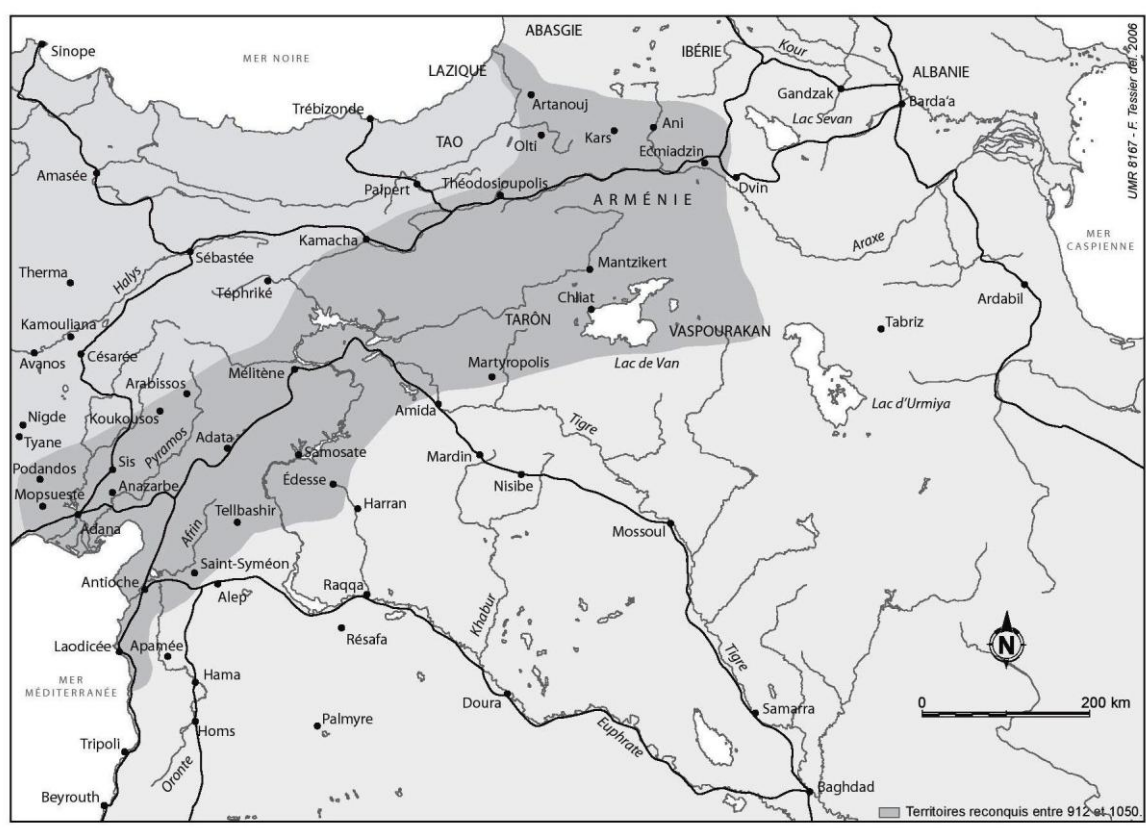 Sinope
MER NOIRE
ABASGIE
IBÉRIE
Kour
ALBANIE
LAZIQUE
Trébizonde
Artanouj
Gandzak
Barda'a
Lac Sevan
TAO
Olti
Kars
Ani
Ecmiadzin
Amasée
Paipert
Théodosioupolis
Dvin
ARMÉNIE
MER
CASPIENNE
Kamacha
Araxe
Sébastée
Halys
Therma
Téphriké
Mantzikert
Chliat
Ardabil
Kamouliana
TARÔN
VASPOURAKAN
Tabriz
Avanos
Césarée
Lac de Van
Mélitène
Martyropolis
Arabissos
Koukousos
Amida
Lac d'Urmiya
Nigde
Tyane
Pyramos
Adata
Tigre
Podandos
Sis
Samosate
Mardin
Mopsueste
Anazarbe
Édesse
Nisibe
Adana
Harran
Tellbashir
Afrin
Mossoul
Saint-Syméon
Antioche
Alep
Raqqa
Khabur
Résafa
Laodicée
Apamée
Tigre
MER
MÉDITERRANÉE
Hama
Doura
N
0 200 km
Samarra
Homs
Palmyre
Euphrate
Tripoli
Oronte
Beyrouth
Baghdad
Territoires reconquis entre 912 et 1050
UMR 8167 - F. Tessier del. 2006